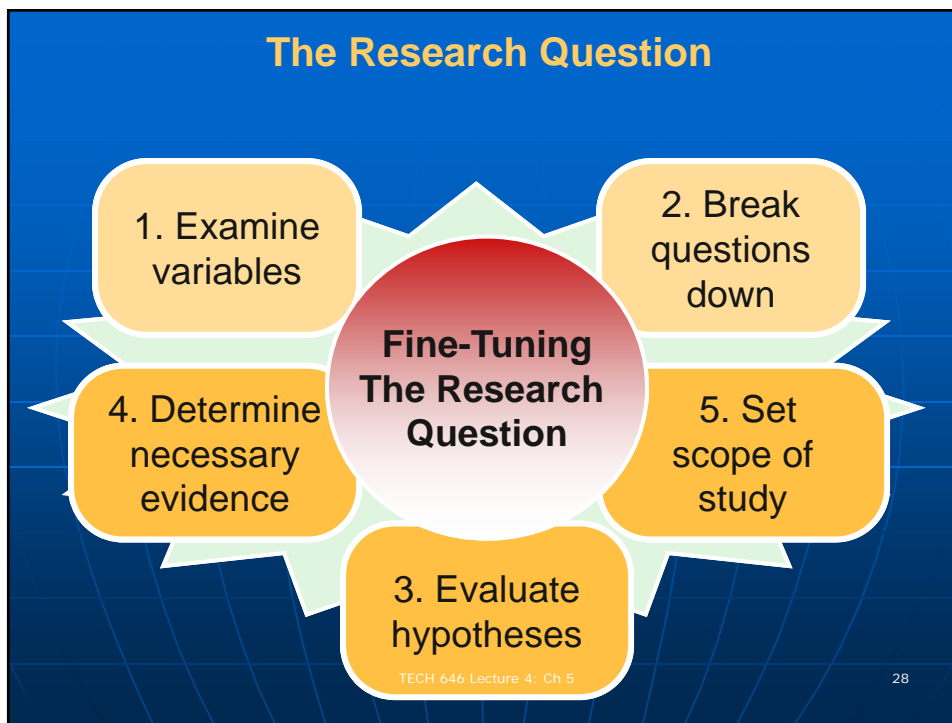 The Research Question
1. Examine
variables
2. Break
questions
down
Fine-Tuning
The Research
Question
4. Determine
necessary
evidence
5. Set
scope of
study
3. Evaluate
hypotheses
TECH 646 Lecture 4: Ch 5
28